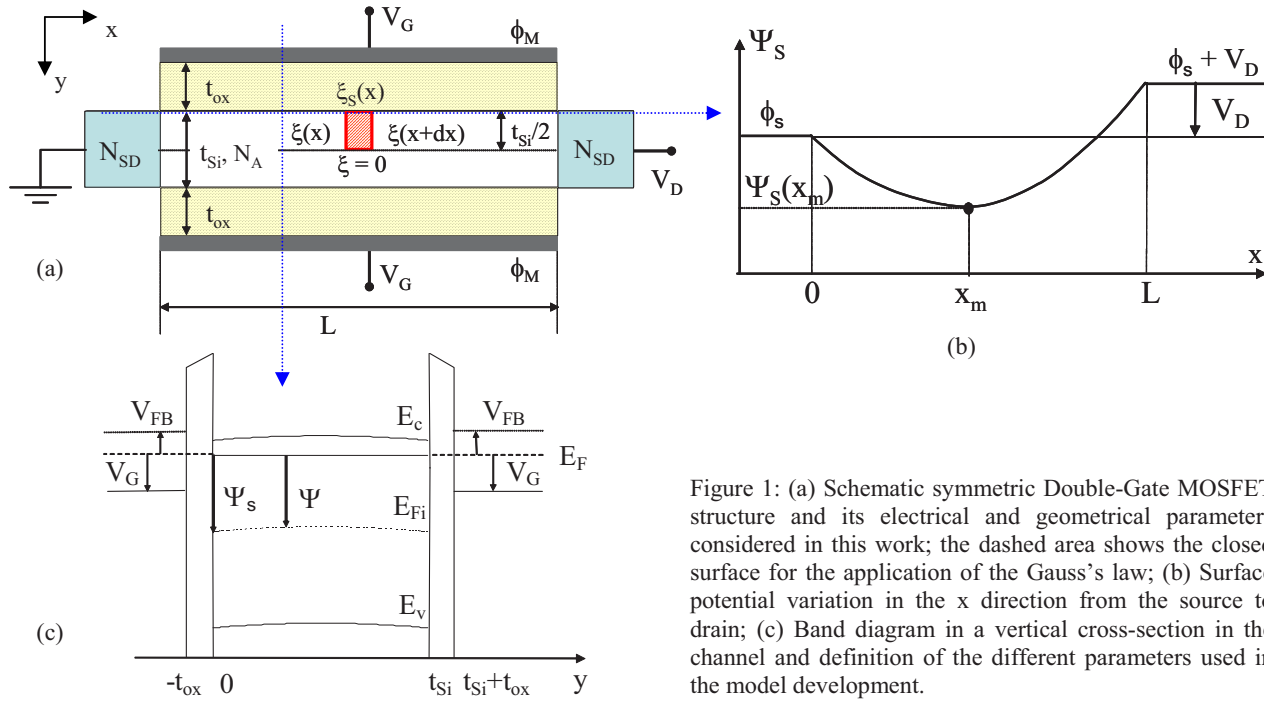 x
y
V_G
ϕ_M
t_ox
ξ_S(x)
ξ(x)
ξ(x+dx)
t_Si/2
N_SD
t_Si, N_A
ξ = 0
N_SD
V_D
t_ox
(a)
V_G
ϕ_M
L
Ψ_S
ϕ_s + V_D
ϕ_s
V_D
Ψ_S(x_m)
x
0
x_m
L
(b)
V_FB
E_c
V_FB
E_F
V_G
V_G
Ψ_s
Ψ
E_Fi
E_v
(c)
-t_ox
0
t_Si
t_Si+t_ox
y
Figure 1: (a) Schematic symmetric Double-Gate MOSFET
structure and its electrical and geometrical parameter
considered in this work; the dashed area shows the close
surface for the application of the Gauss's law; (b) Surface
potential variation in the x direction from the source to
drain; (c) Band diagram in a vertical cross-section in the
channel and definition of the different parameters used in
the model development.